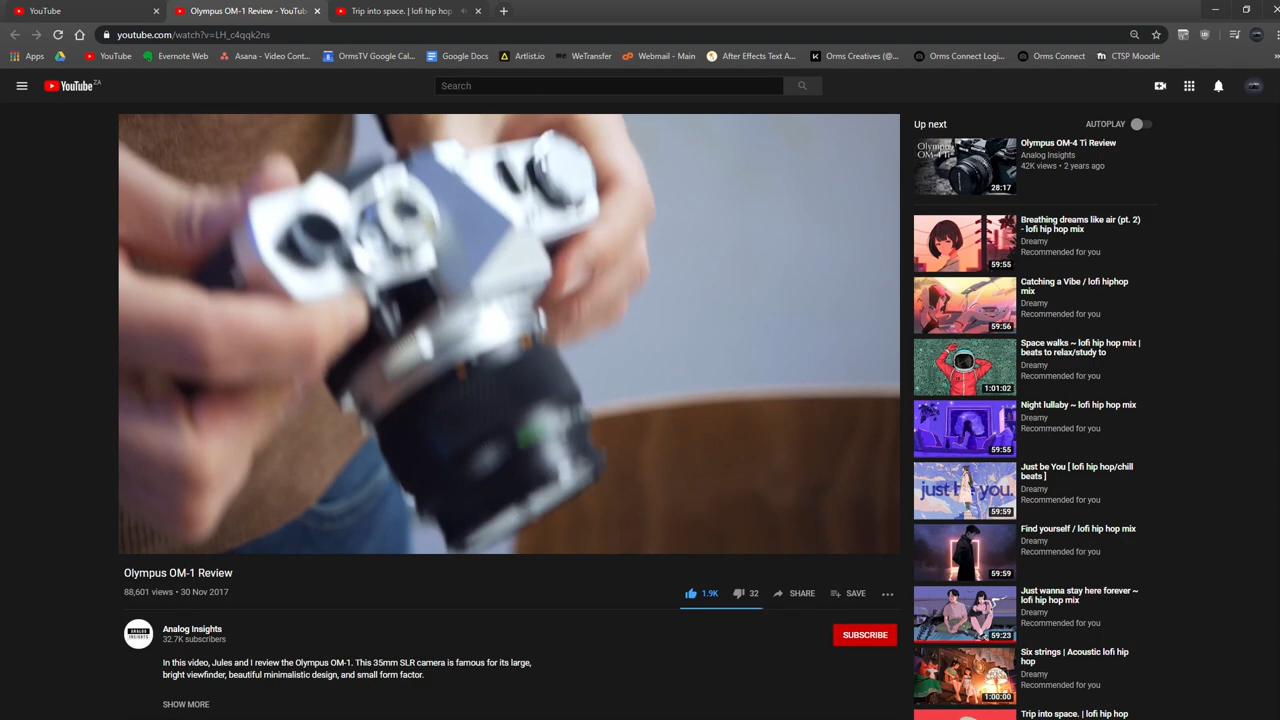 YouTube
Olympus OM-1 Review - YouTub
Trip into space. | lofi hip hop
youtube.com/watch?v=LH_c4qqk2ns
Apps
YouTube
Evernote Web
Asana - Video Cont...
OrmsTV Google Cal...
Google Docs
Artlist.io
WeTransfer
Webmail - Main
After Effects Text A...
Orms Creatives (@...
Orms Connect Logi...
Orms Connect
CTSP Moodle
YouTube ZA
Search
Up next
AUTOPLAY
Olympus
OM-4 Ti
28:17
Olympus OM-4 Ti Review
Analog Insights
42K views • 2 years ago
59:55
Breathing dreams like air (pt. 2)
- lofi hip hop mix
Dreamy
Recommended for you
59:56
Catching a Vibe / lofi hiphop
mix
Dreamy
Recommended for you
1:01:02
Space walks ~ lofi hip hop mix |
beats to relax/study to
Dreamy
Recommended for you
59:55
Night lullaby ~ lofi hip hop mix
Dreamy
Recommended for you
just be you.
59:59
Just be You [ lofi hip hop/chill
beats ]
Dreamy
Recommended for you
59:59
Find yourself / lofi hip hop mix
Dreamy
Recommended for you
59:23
Just wanna stay here forever ~
lofi hip hop mix
Dreamy
Recommended for you
1:00:00
Six strings | Acoustic lofi hip
hop
Dreamy
Recommended for you
Trip into space. | lofi hip hop
Olympus OM-1 Review
88,601 views • 30 Nov 2017
1.9K
32
SHARE
SAVE
ANALOG
INSIGHTS
Analog Insights
32.7K subscribers
SUBSCRIBE
In this video, Jules and I review the Olympus OM-1. This 35mm SLR camera is famous for its large,
bright viewfinder, beautiful minimalistic design, and small form factor.
SHOW MORE